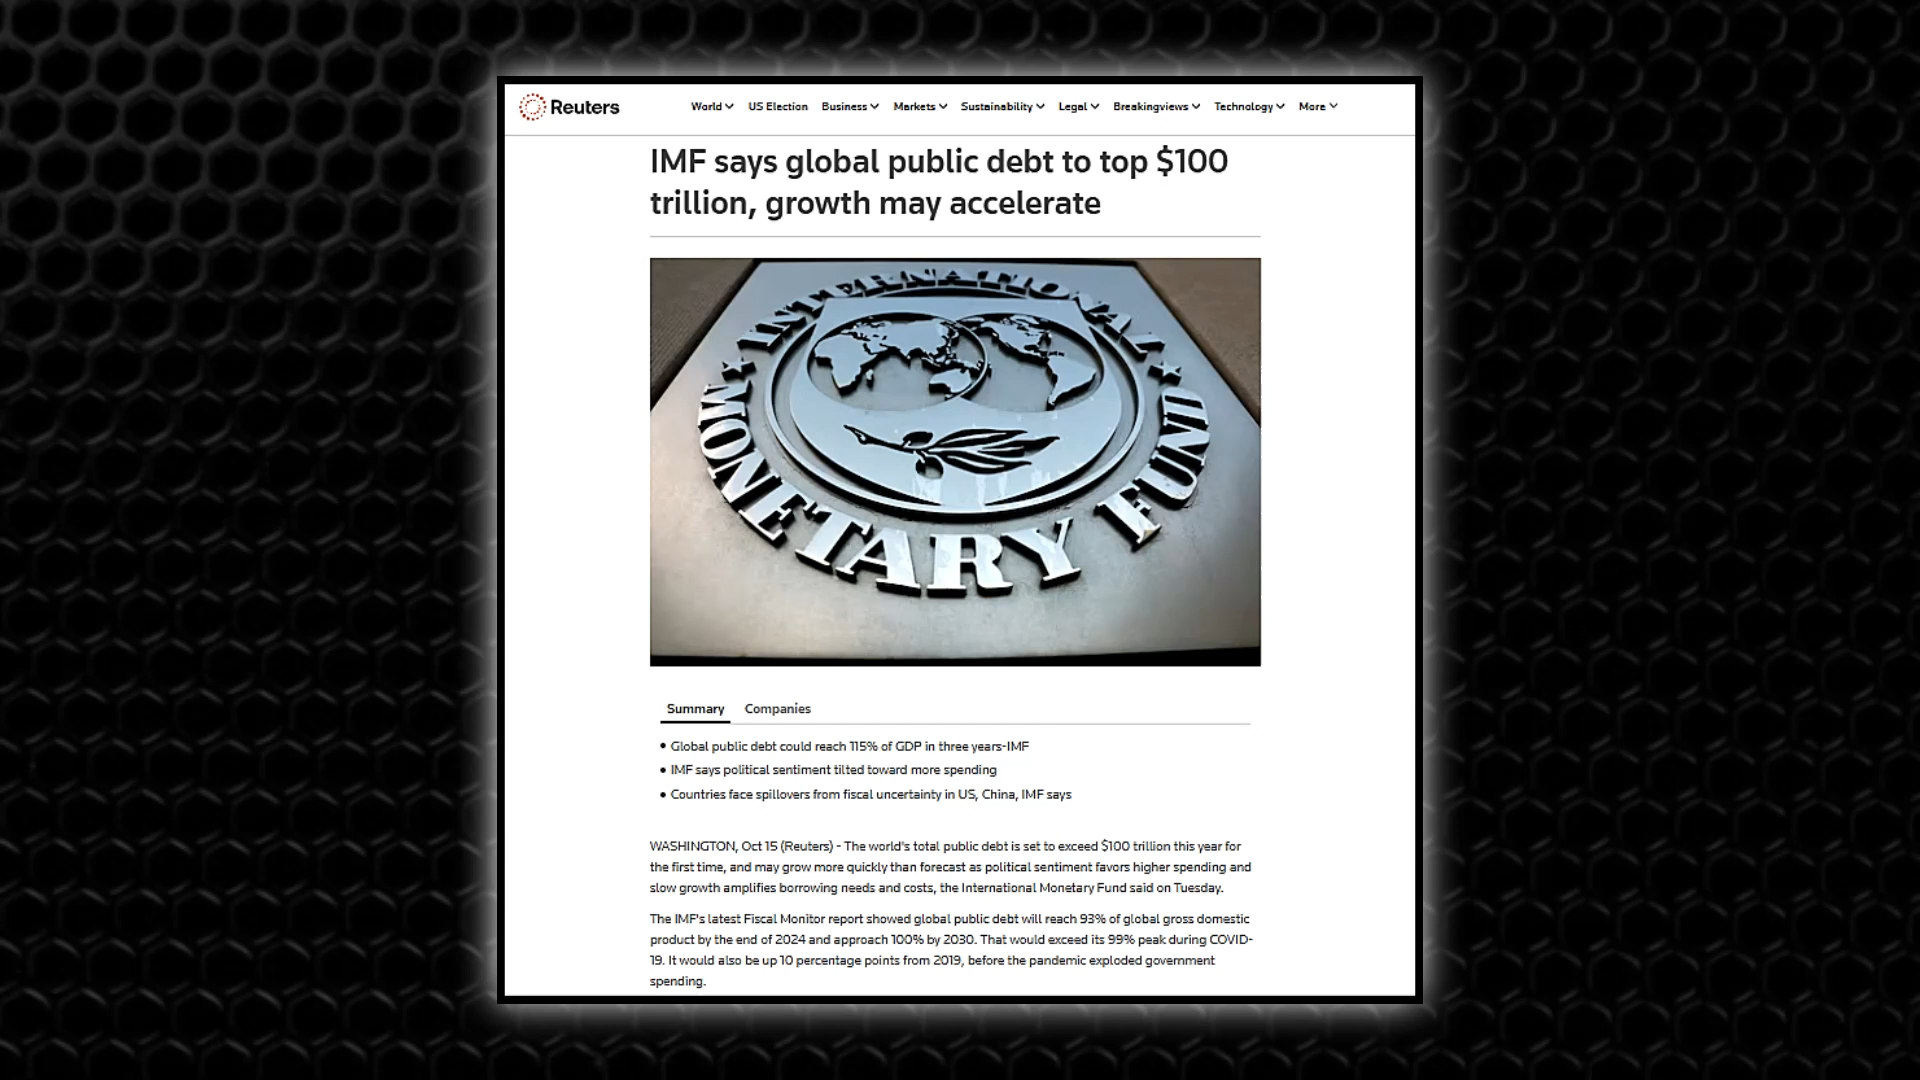 Reuters
World US Election Business Markets Sustainability Legal Breakingviews Technology More
IMF says global public debt to top $100
trillion, growth may accelerate
INTERNATIONAL
MONETARY FUND
Summary Companies
• Global public debt could reach 115% of GDP in three years-IMF
• IMF says political sentiment tilted toward more spending
• Countries face spillovers from fiscal uncertainty in US, China, IMF says
WASHINGTON, Oct 15 (Reuters) - The world's total public debt is set to exceed $100 trillion this year for
the first time, and may grow more quickly than forecast as political sentiment favors higher spending and
slow growth amplifies borrowing needs and costs, the International Monetary Fund said on Tuesday.
The IMF's latest Fiscal Monitor report showed global public debt will reach 93% of global gross domestic
product by the end of 2024 and approach 100% by 2030. That would exceed its 99% peak during COVID-
19. It would also be up 10 percentage points from 2019, before the pandemic exploded government
spending.